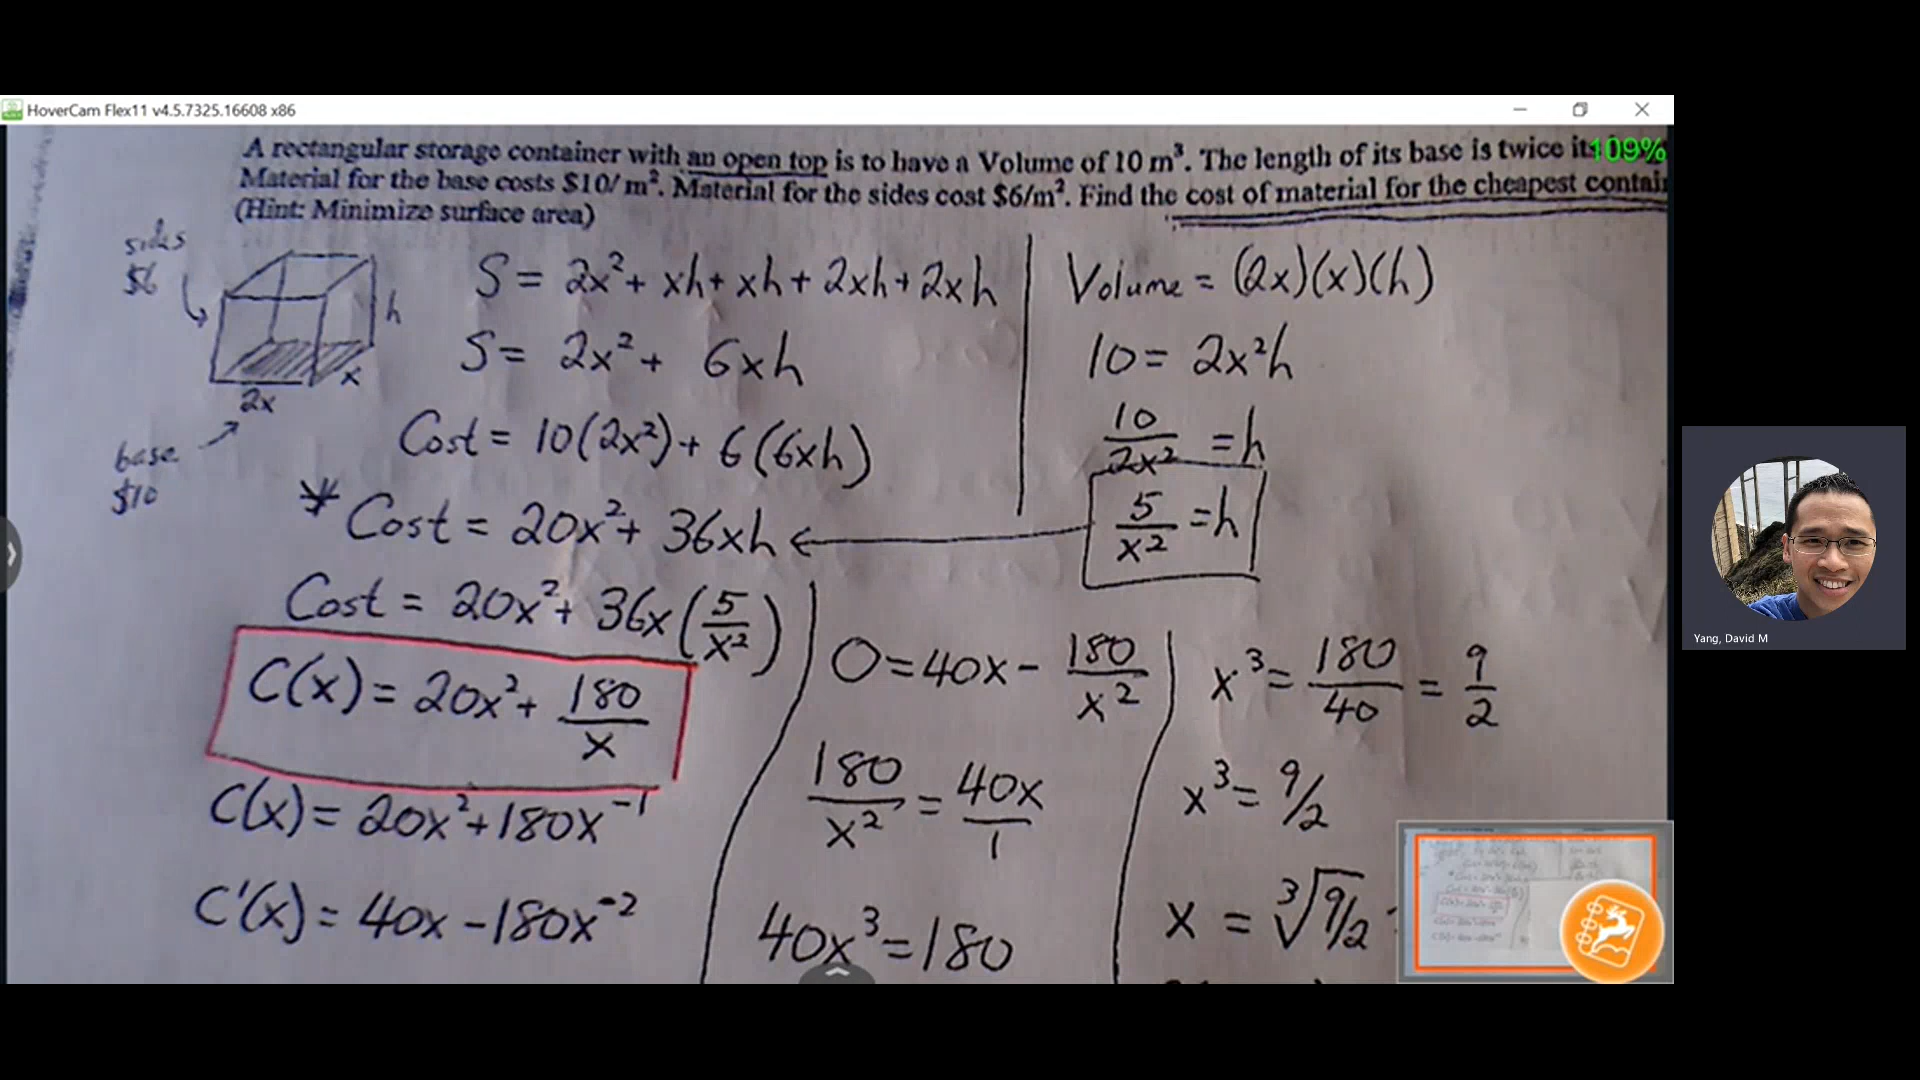 HoverCam Flex11 v4.5.7325.16608 x86
A rectangular storage container with an open top is to have a Volume of 10 m³. The length of its base is twice its
109%
Material for the base costs $10/m². Material for the sides cost $6/m². Find the cost of material for the cheapest contai
(Hint: Minimize surface area)
sides
$6
h
x
2x
base
$10
S = 2x² + xh + xh + 2xh + 2xh
S = 2x² + 6xh
Cost = 10(2x²) + 6(6xh)
* Cost = 20x² + 36xh
Cost = 20x² + 36x(5/x²)
C(x) = 20x² + 180/x
C(x) = 20x² + 180x⁻¹
C'(x) = 40x - 180x⁻²
Volume = (2x)(x)(h)
10 = 2x²h
10/2x² = h
5/x² = h
0 = 40x - 180/x²
180/x² = 40x/1
40x³ = 180
x³ = 180/40 = 9/2
x³ = 9/2
x = ³√9/2
Yang, David M